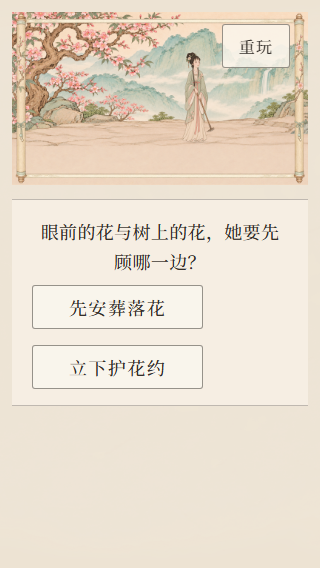 重玩
眼前的花与树上的花，她要先
顾哪一边？
先安葬落花
立下护花约